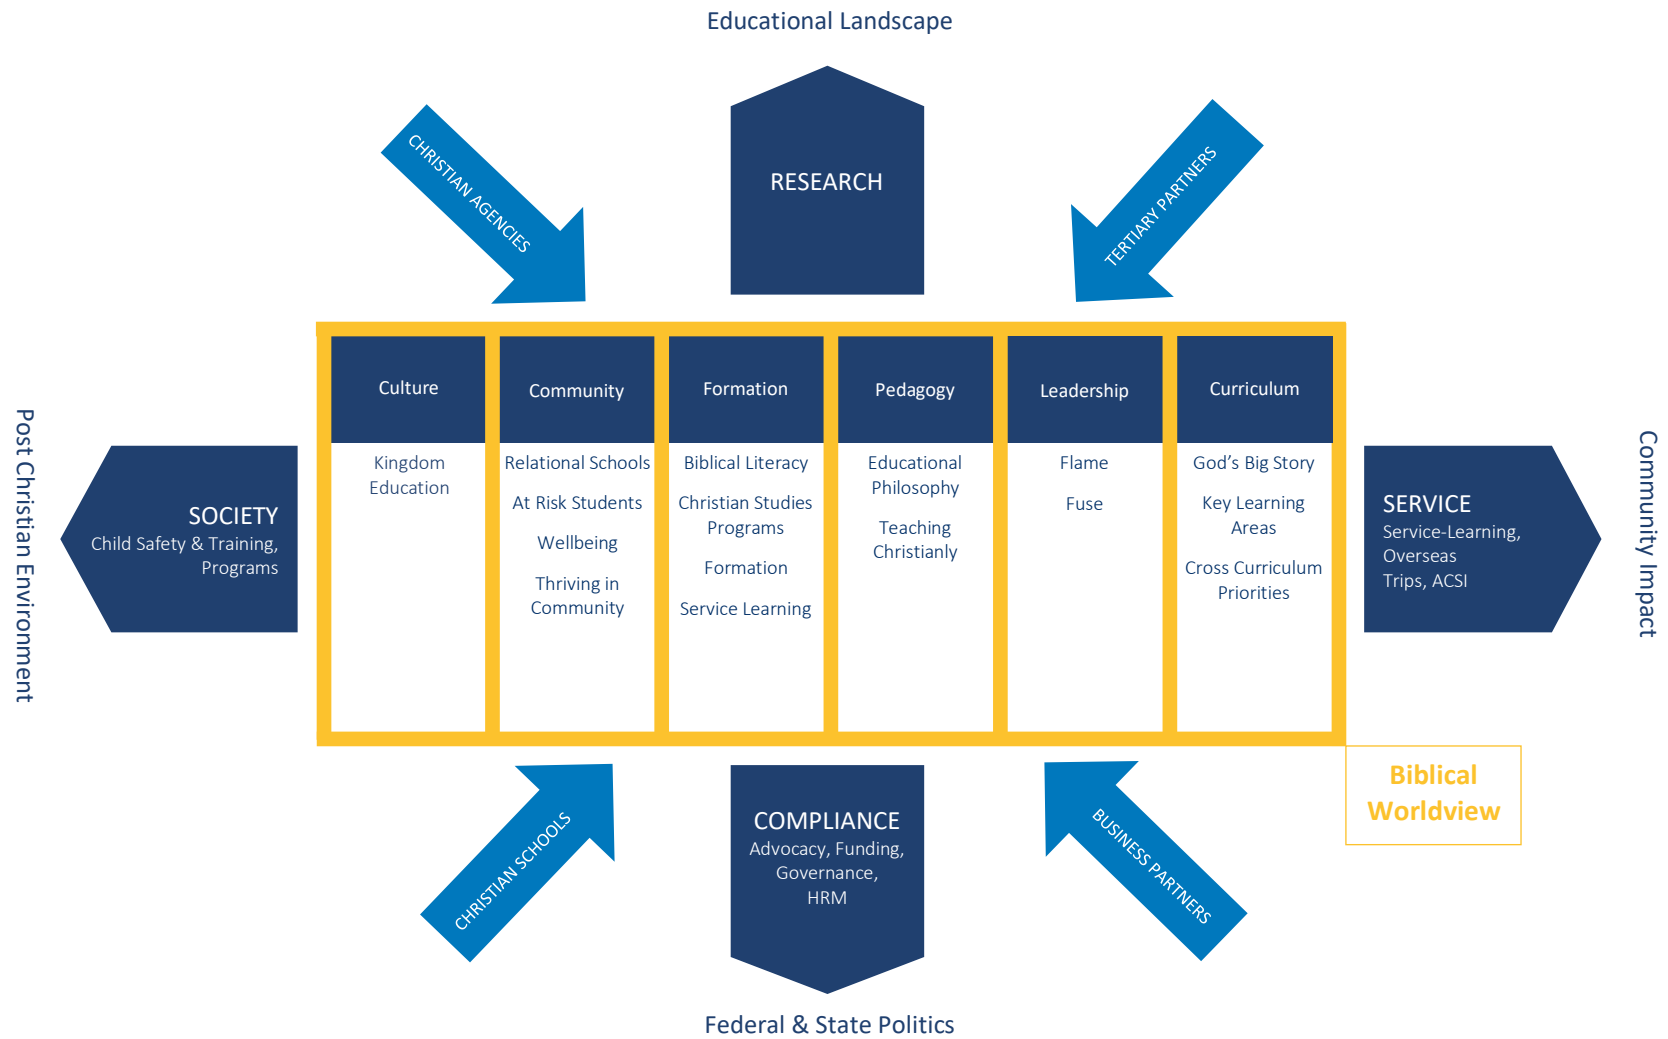 Educational Landscape
CHRISTIAN AGENCIES
RESEARCH
TERTIARY PARTNERS
Post Christian Environment
SOCIETY
Child Safety & Training,
Programs
Culture
Kingdom
Education
Community
Relational Schools
At Risk Students
Wellbeing
Thriving in
Community
Formation
Biblical Literacy
Christian Studies
Programs
Formation
Service Learning
Pedagogy
Educational
Philosophy
Teaching
Christianly
Leadership
Flame
Fuse
Curriculum
God’s Big Story
Key Learning
Areas
Cross Curriculum
Priorities
SERVICE
Service-Learning,
Overseas
Trips, ACSI
Community Impact
Biblical
Worldview
CHRISTIAN SCHOOLS
COMPLIANCE
Advocacy, Funding,
Governance,
HRM
BUSINESS PARTNERS
Federal & State Politics